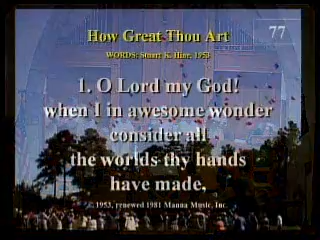 How Great Thou Art
77
WORDS: Stuart K. Hine, 1953
1. O Lord my God!
when I in awesome wonder
consider all
the worlds thy hands
have made,
© 1953, renewed 1981 Manna Music, Inc.